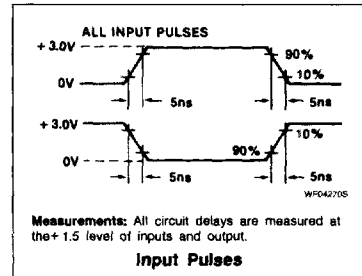 ALL INPUT PULSES
+ 3.0V
90%
10%
0V
5ns
5ns
+ 3.0V
10%
90%
0V
5ns
5ns
WF04270S
Measurements: All circuit delays are measured at
the+ 1.5 level of inputs and output.
Input Pulses